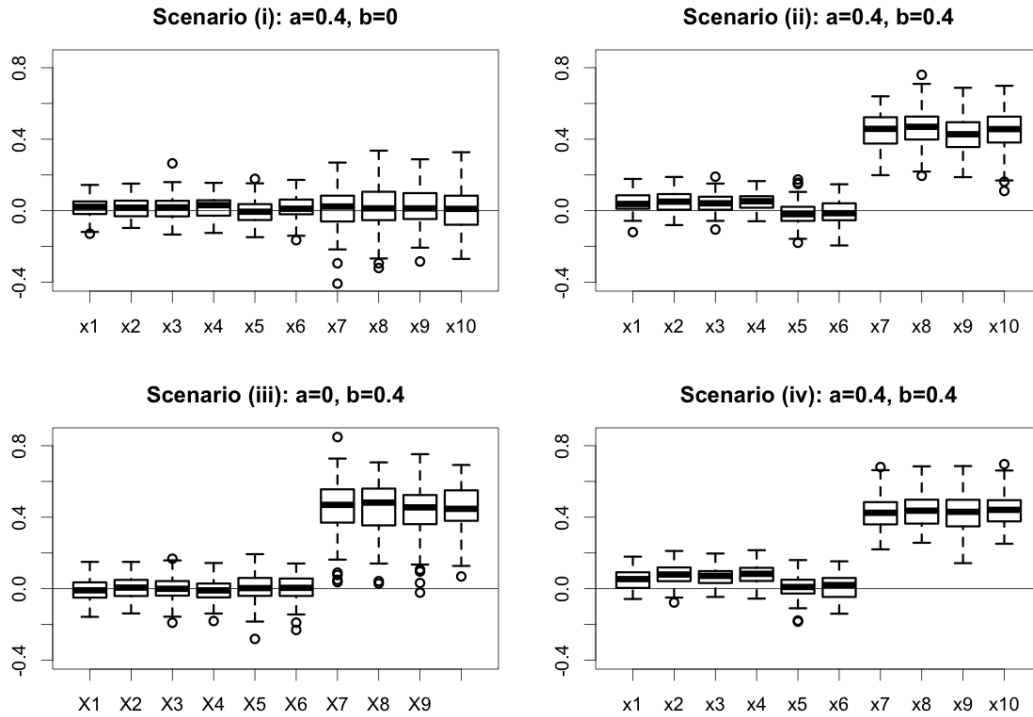 Scenario (i): a=0.4, b=0
0.8
0.4
0.0
-0.4
x1 x2 x3 x4 x5 x6 x7 x8 x9 x10
Scenario (ii): a=0.4, b=0.4
0.8
0.4
0.0
-0.4
x1 x2 x3 x4 x5 x6 x7 x8 x9 x10
Scenario (iii): a=0, b=0.4
0.8
0.4
0.0
-0.4
X1 X2 X3 X4 X5 X6 X7 X8 X9
Scenario (iv): a=0.4, b=0.4
0.8
0.4
0.0
-0.4
x1 x2 x3 x4 x5 x6 x7 x8 x9 x10